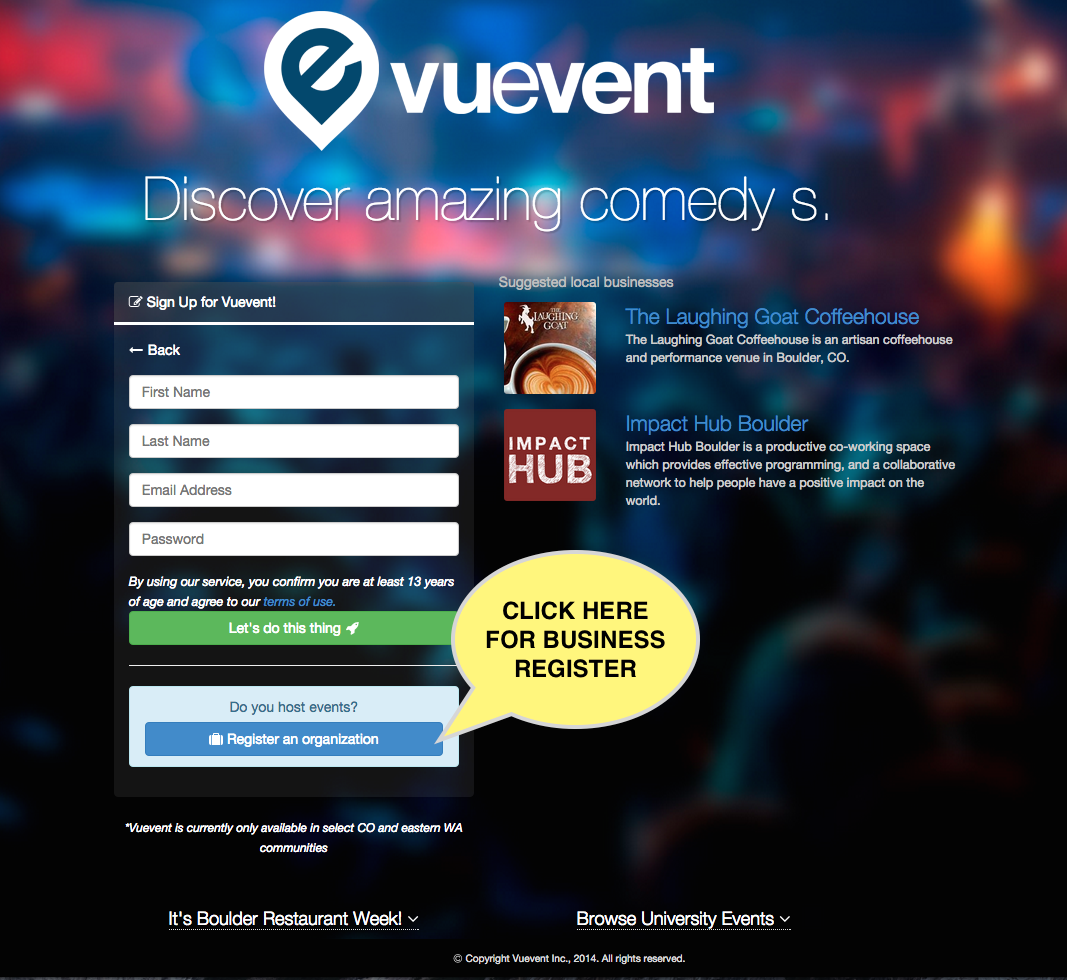 vuevent
Discover amazing comedy s.
Sign Up for Vuevent!
← Back
First Name
Last Name
Email Address
Password
By using our service, you confirm you are at least 13 years
of age and agree to our terms of use.
Let's do this thing
Do you host events?
Register an organization
*Vuevent is currently only available in select CO and eastern WA
communities
Suggested local businesses
THE
LAUGHING
GOAT
The Laughing Goat Coffeehouse
The Laughing Goat Coffeehouse is an artisan coffeehouse
and performance venue in Boulder, CO.
IMPACT
HUB
Impact Hub Boulder
Impact Hub Boulder is a productive co-working space
which provides effective programming, and a collaborative
network to help people have a positive impact on the
world.
CLICK HERE
FOR BUSINESS
REGISTER
It's Boulder Restaurant Week!
Browse University Events
© Copyright Vuevent Inc., 2014. All rights reserved.